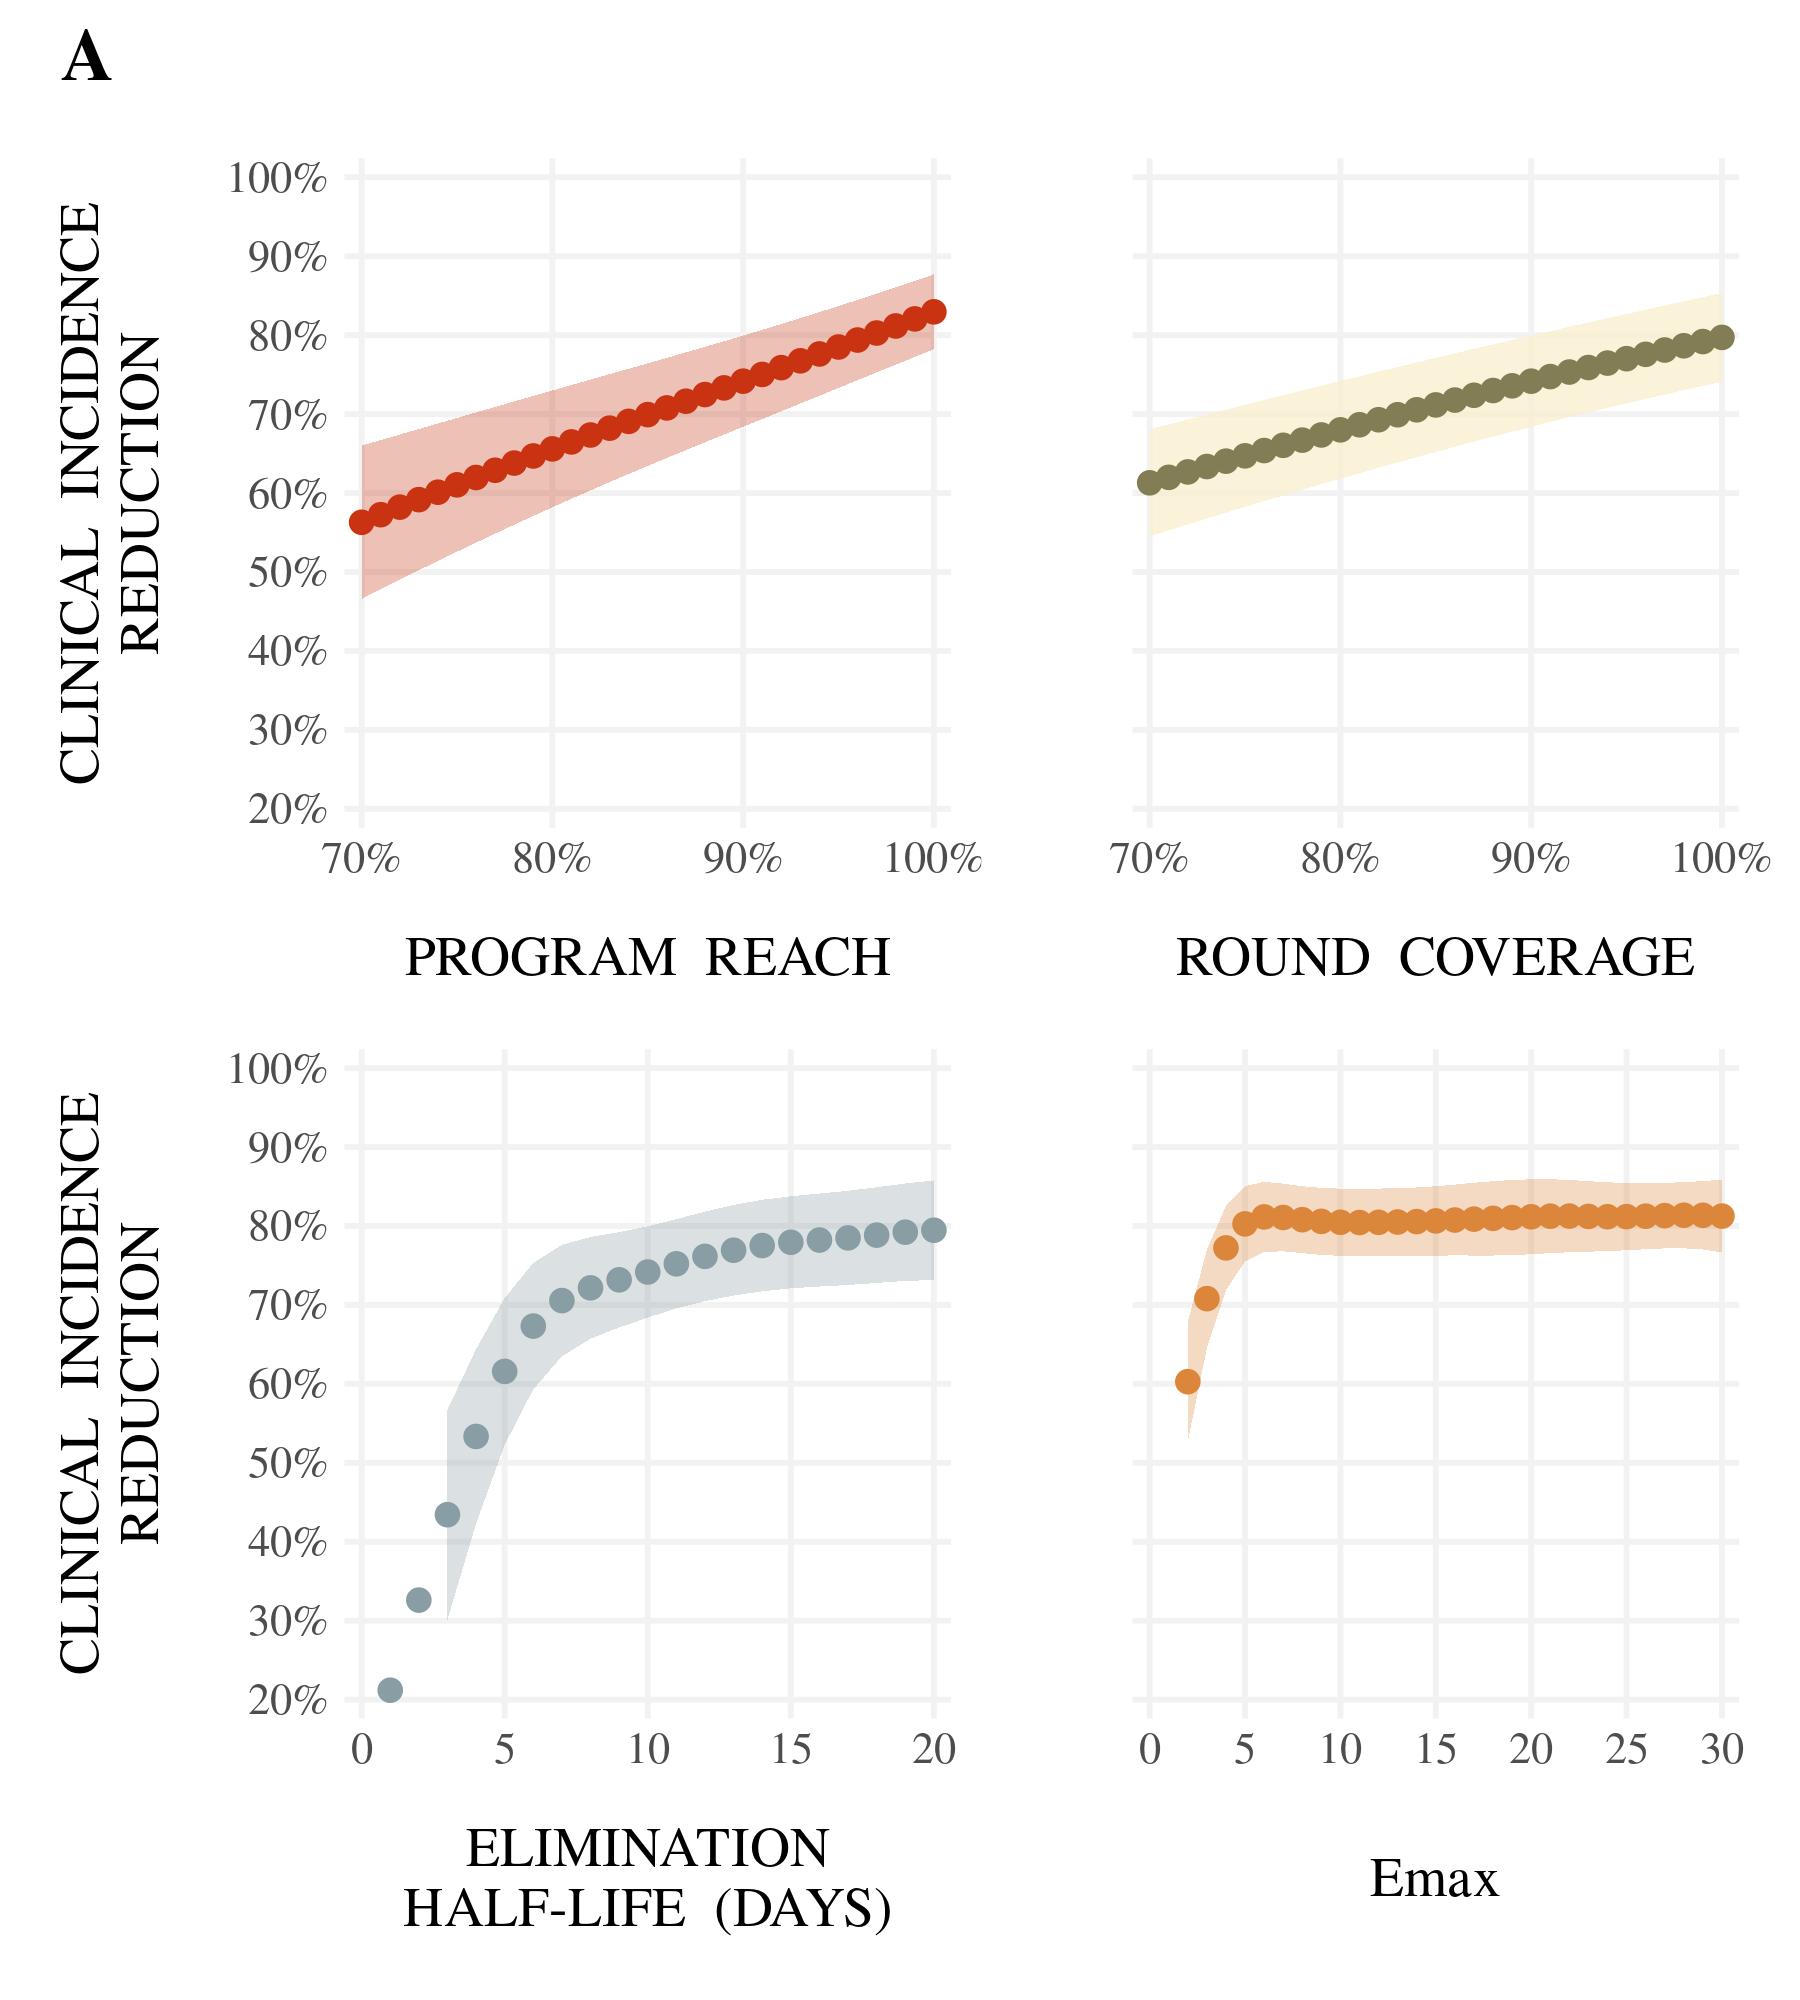 A
CLINICAL INCIDENCE
REDUCTION
100%
90%
80%
70%
60%
50%
40%
30%
20%
70% 80% 90% 100%
PROGRAM REACH
70% 80% 90% 100%
ROUND COVERAGE
CLINICAL INCIDENCE
REDUCTION
100%
90%
80%
70%
60%
50%
40%
30%
20%
0 5 10 15 20
ELIMINATION
HALF-LIFE (DAYS)
0 5 10 15 20 25 30
Emax